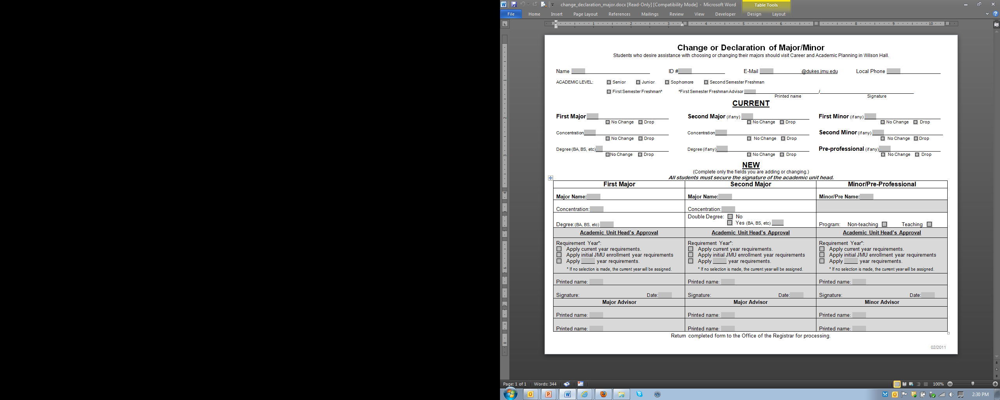 change_declaration_major.docx [Read-Only] [Compatibility Mode] - Microsoft Word
Table Tools
File Home Insert Page Layout References Mailings Review View Developer Design Layout
1 2 3 4 5 6 8 9 10
Change or Declaration of Major/Minor
Students who desire assistance with choosing or changing their majors should visit Career and Academic Planning in Wilson Hall.
Name ID # E-Mail @dukes.jmu.edu Local Phone
ACADEMIC LEVEL: Senior Junior Sophomore Second Semester Freshman
First Semester Freshman* *First Semester Freshman Advisor /
Printed name Signature
CURRENT
First Major Second Major (if any) First Minor (if any)
No Change Drop No Change Drop No Change Drop
Concentration Concentration Second Minor (if any)
No Change Drop No Change Drop No Change Drop
Degree (BA, BS, etc) Degree (if any) Pre-professional (if any)
No Change Drop No Change Drop No Change Drop
NEW
(Complete only the fields you are adding or changing.)
All students must secure the signature of the academic unit head.
First Major Second Major Minor/Pre-Professional
Major Name: Major Name: Minor/Pre Name:
Concentration: Concentration:
Double Degree: No
Degree: (BA, BS, etc) Yes (BA, BS, etc) Program: Non-teaching Teaching
Academic Unit Head's Approval Academic Unit Head's Approval Academic Unit Head's Approval
Requirement Year*: Requirement Year*: Requirement Year*:
Apply current year requirements. Apply current year requirements. Apply current year requirements.
Apply initial JMU enrollment year requirements Apply initial JMU enrollment year requirements Apply initial JMU enrollment year requirements
Apply year requirements. Apply year requirements. Apply year requirements.
* If no selection is made, the current year will be assigned. * If no selection is made, the current year will be assigned. * If no selection is made, the current year will be assigned.
Printed name: Printed name: Printed name:
Signature: Date: Signature: Date: Signature: Date:
Major Advisor Major Advisor Minor Advisor
Printed name: Printed name: Printed name:
Printed name: Printed name: Printed name:
Return completed form to the Office of the Registrar for processing.
02/2011
Page: 1 of 1 Words: 344 100%
2:30 PM